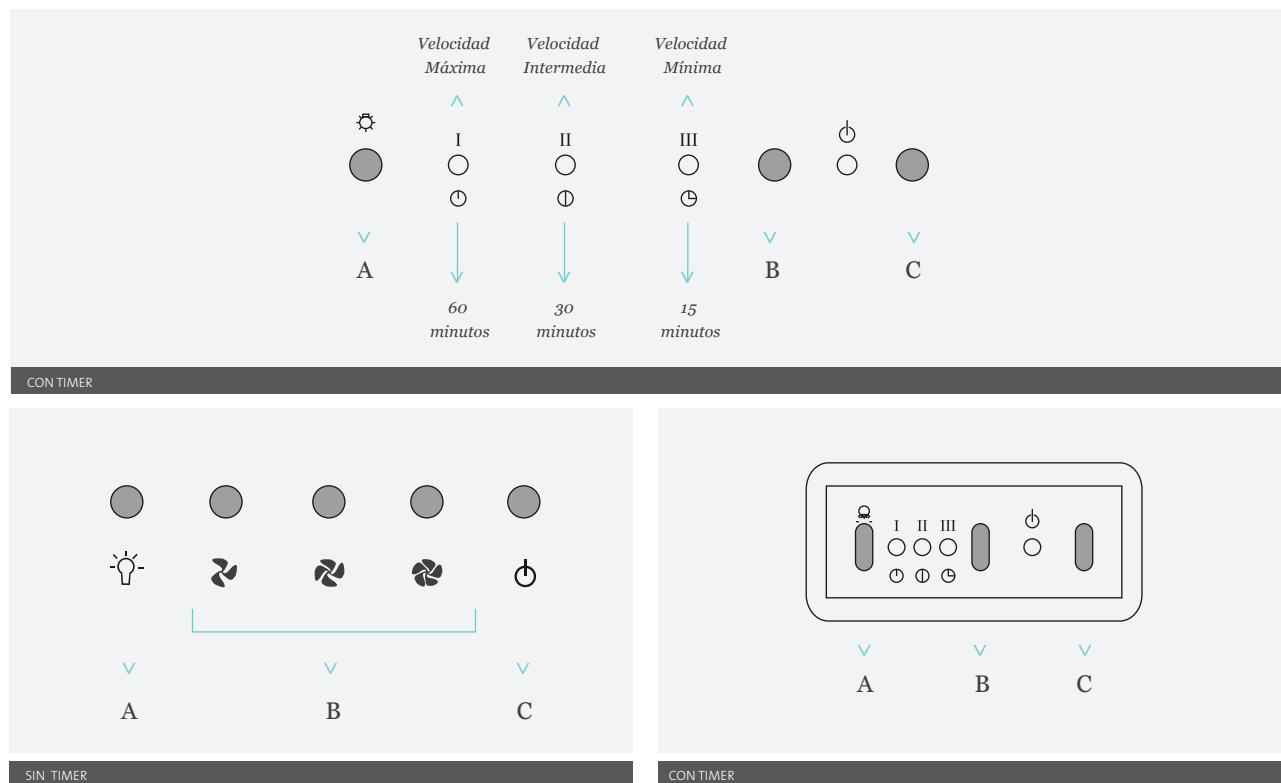 Velocidad Velocidad Velocidad
Máxima Intermedia Mínima
I II III
A B C
60 30 15
minutos minutos minutos
CON TIMER
A B C
SIN TIMER
I II III
A B C
CON TIMER